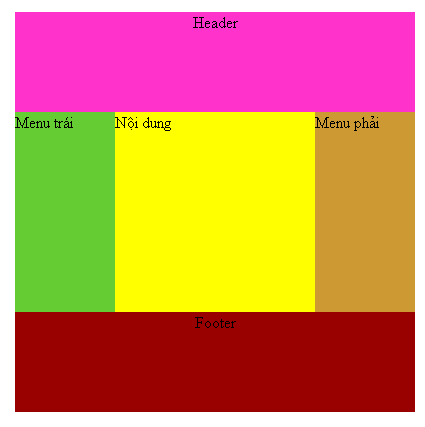 Header
Menu trái
Nội dung
Menu phải
Footer